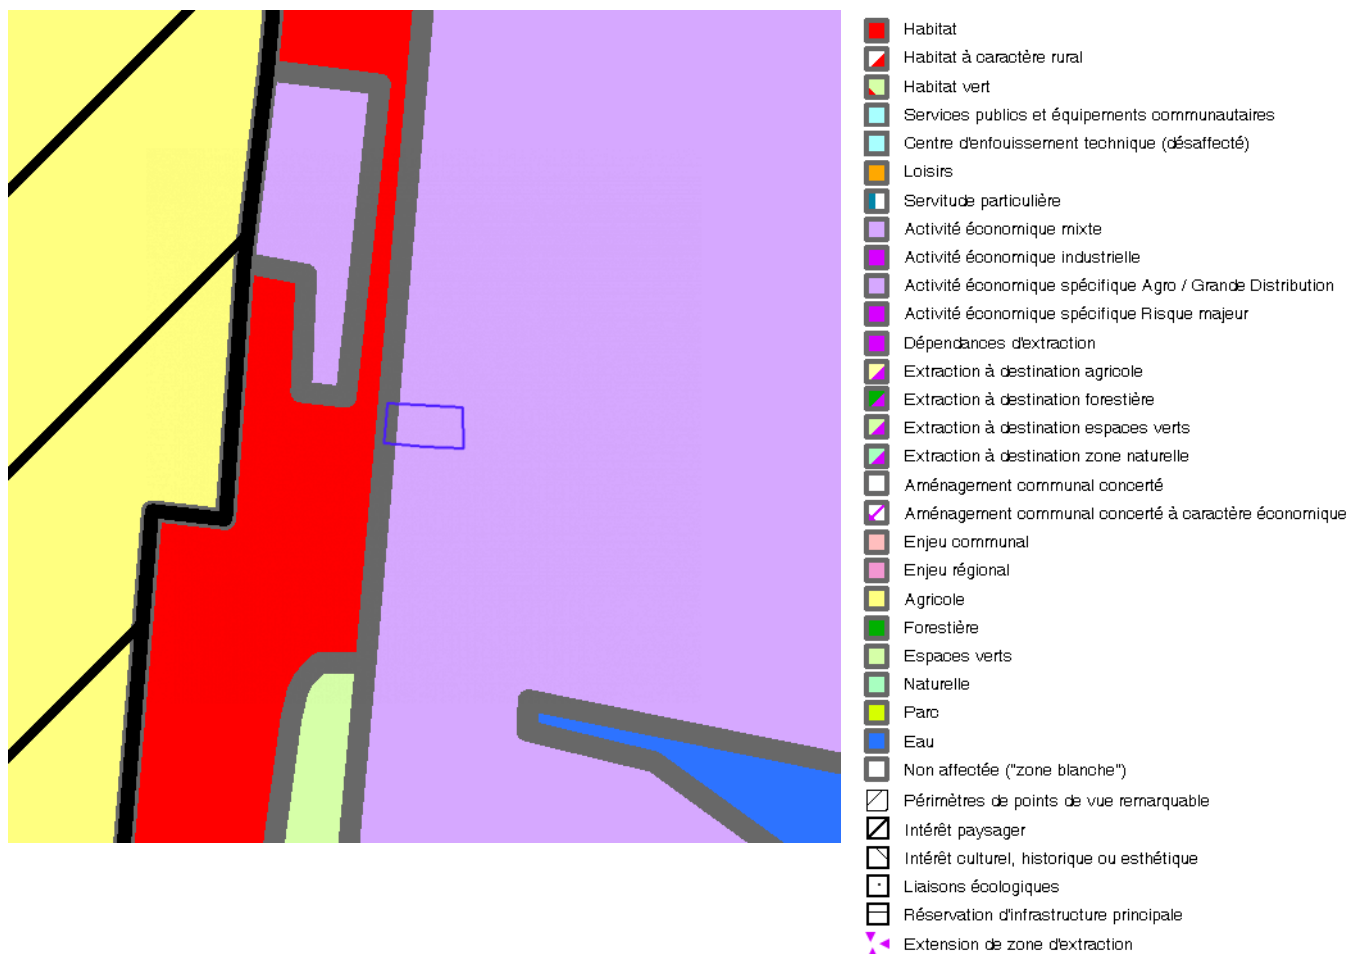 Habitat
Habitat à caractère rural
Habitat vert
Services publics et équipements communautaires
Centre d'enfouissement technique (désaffecté)
Loisirs
Servitude particulière
Activité économique mixte
Activité économique industrielle
Activité économique spécifique Agro / Grande Distribution
Activité économique spécifique Risque majeur
Dépendances d'extraction
Extraction à destination agricole
Extraction à destination forestière
Extraction à destination espaces verts
Extraction à destination zone naturelle
Aménagement communal concerté
Aménagement communal concerté à caractère économique
Enjeu communal
Enjeu régional
Agricole
Forestière
Espaces verts
Naturelle
Parc
Eau
Non affectée ("zone blanche")
Périmètres de points de vue remarquable
Intérêt paysager
Intérêt culturel, historique ou esthétique
Liaisons écologiques
Réservation d'infrastructure principale
Extension de zone d'extraction